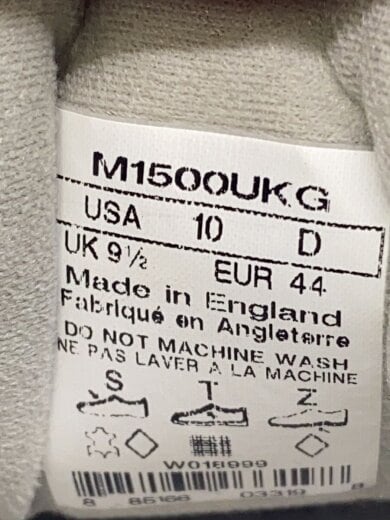 M1500UKG
USA 10 D
UK 9½ EUR 44
Made in England
Fabriqué en Angleterre
DO NOT MACHINE WASH
NE PAS LAVER A LA MACHINE
S T Z
W018999
8 85166 03319 8